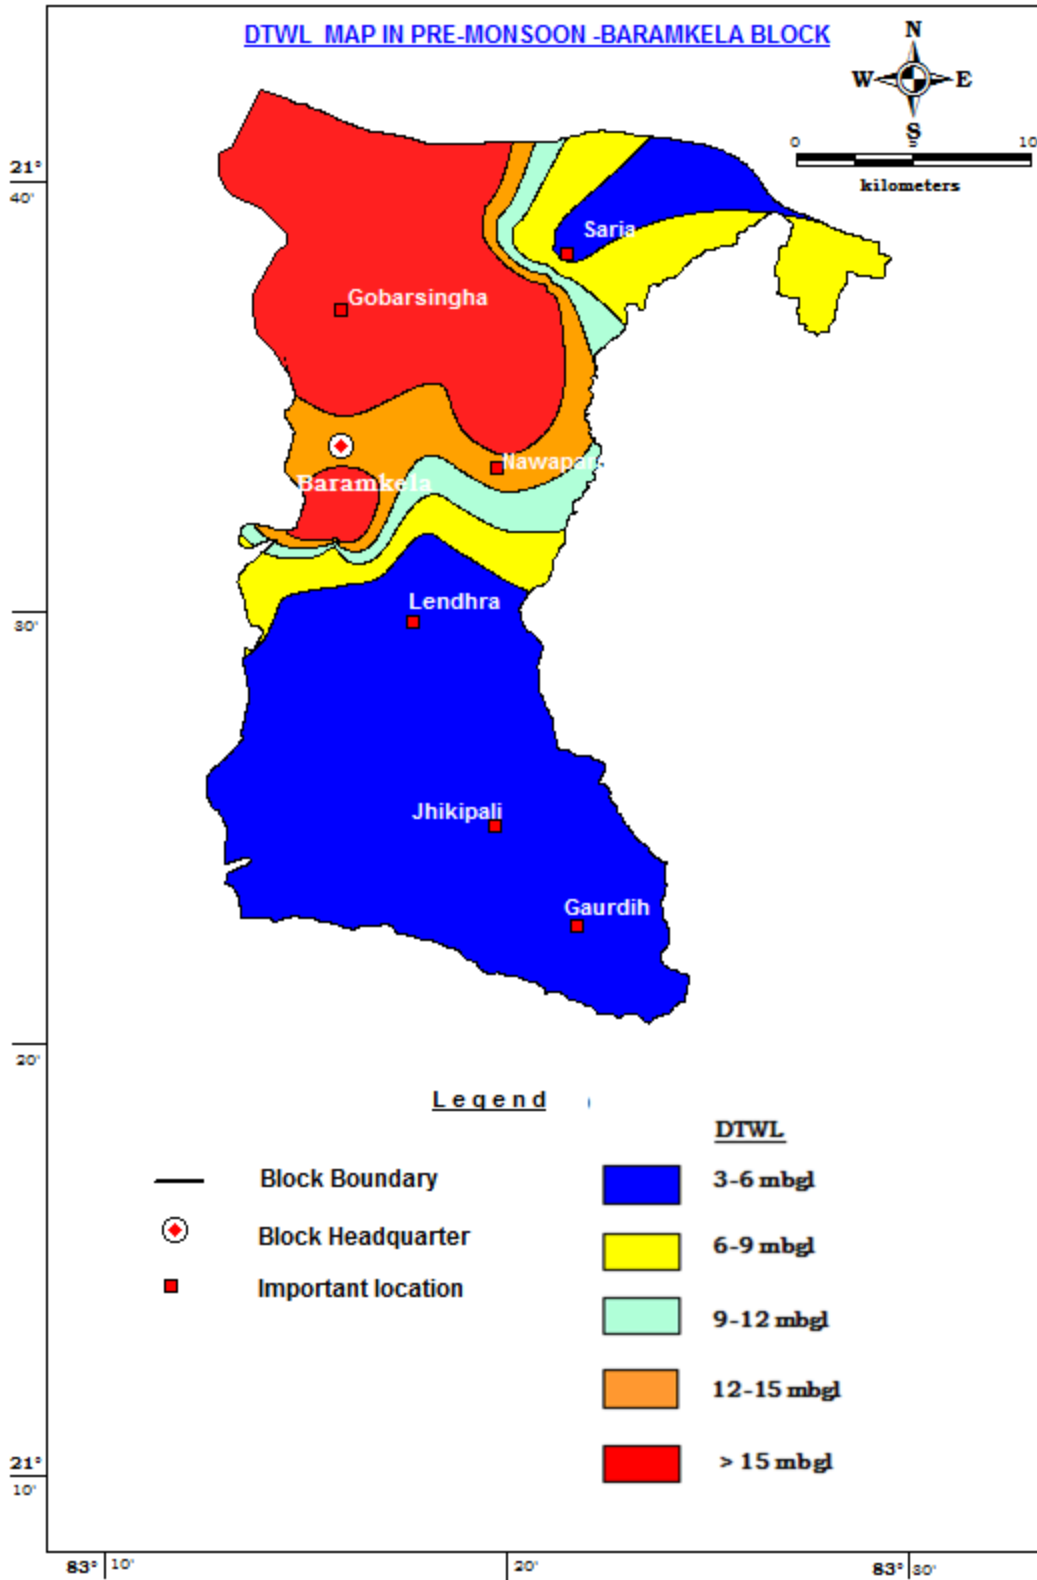 DTWL MAP IN PRE-MONSOON -BARAMKELA BLOCK
N
W E
S
0 5 10
kilometers
21°
40'
Saria
Gobarsingha
Baramkela
30'
Lendhra
Jhikipali
Gaurdih
20'
Legend
DTWL
Block Boundary
3-6 mbgl
Block Headquarter
6-9 mbgl
Important location
9-12 mbgl
12-15 mbgl
> 15 mbgl
21°
10'
83° 10'
20'
83° 30'